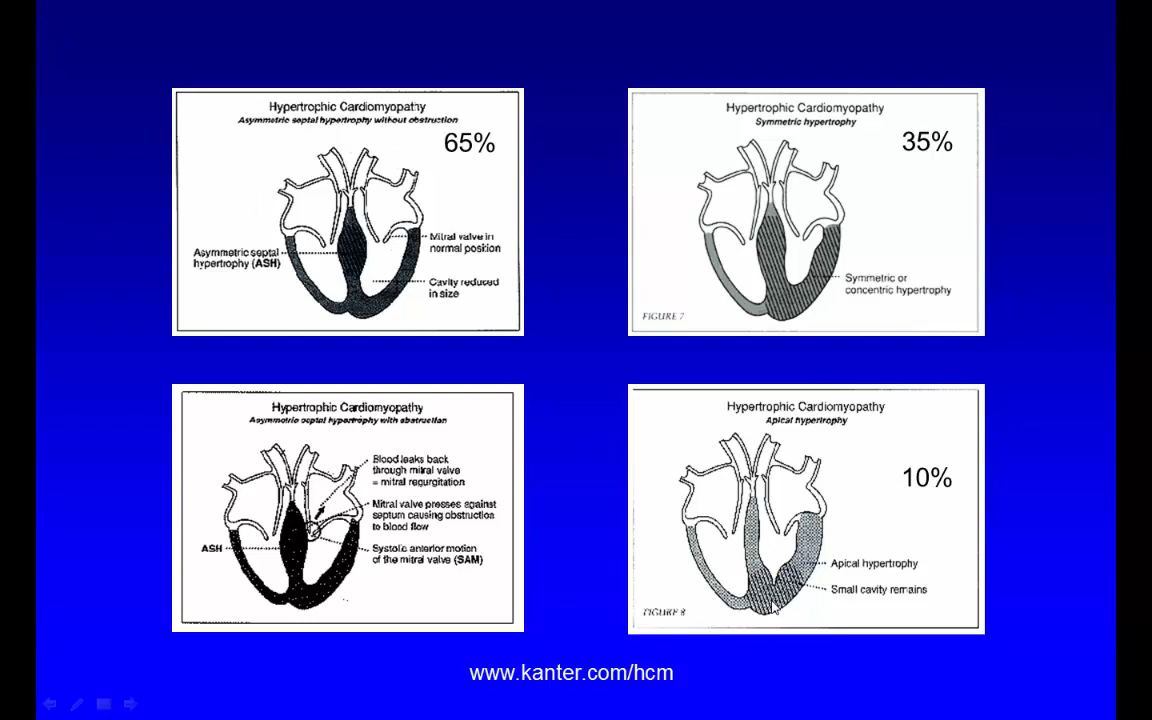 Hypertrophic Cardiomyopathy
Asymmetric septal hypertrophy without obstruction
65%
Mitral valve in
normal position
Asymmetric septal
hypertrophy (ASH)
Cavity reduced
in size
Hypertrophic Cardiomyopathy
Symmetric hypertrophy
35%
Symmetric or
concentric hypertrophy
FIGURE 7
Hypertrophic Cardiomyopathy
Asymmetric septal hypertrophy with obstruction
Blood leaks back
through mitral valve
= mitral regurgitation
Mitral valve presses against
septum causing obstruction
to blood flow
ASH
Systolic anterior motion
of the mitral valve (SAM)
Hypertrophic Cardiomyopathy
Apical hypertrophy
10%
Apical hypertrophy
Small cavity remains
FIGURE 8
www.kanter.com/hcm